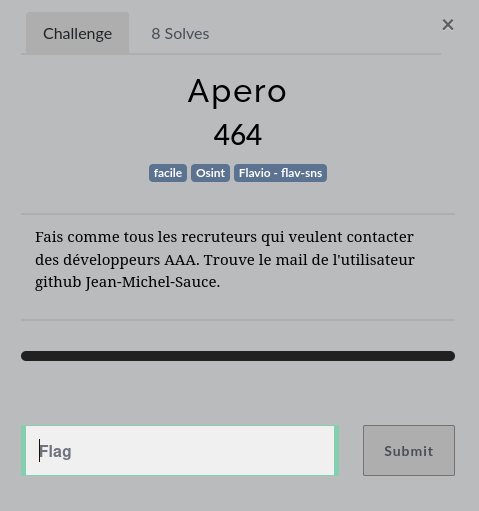 Challenge
8 Solves
×
Apero
464
facile Osint Flavio - flav-sns
Fais comme tous les recruteurs qui veulent contacter
des développeurs AAA. Trouve le mail de l'utilisateur
github Jean-Michel-Sauce.
Flag
Submit